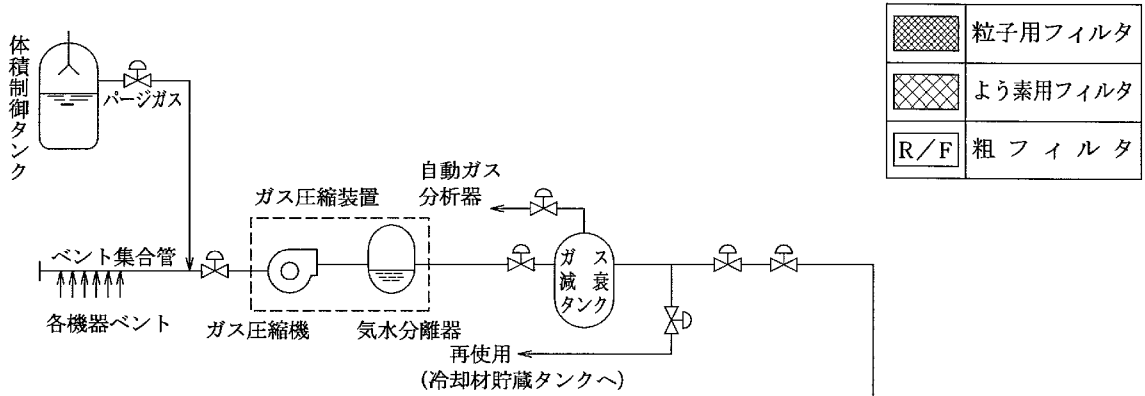 体積制御タンク
パージガス
粒子用フィルタ
よう素用フィルタ
R/F 粗フィルタ
自動ガス
分析器
ガス圧縮装置
ベント集合管
各機器ベント
ガス圧縮機
気水分離器
ガス
減衰
タンク
再使用
(冷却材貯蔵タンクへ)